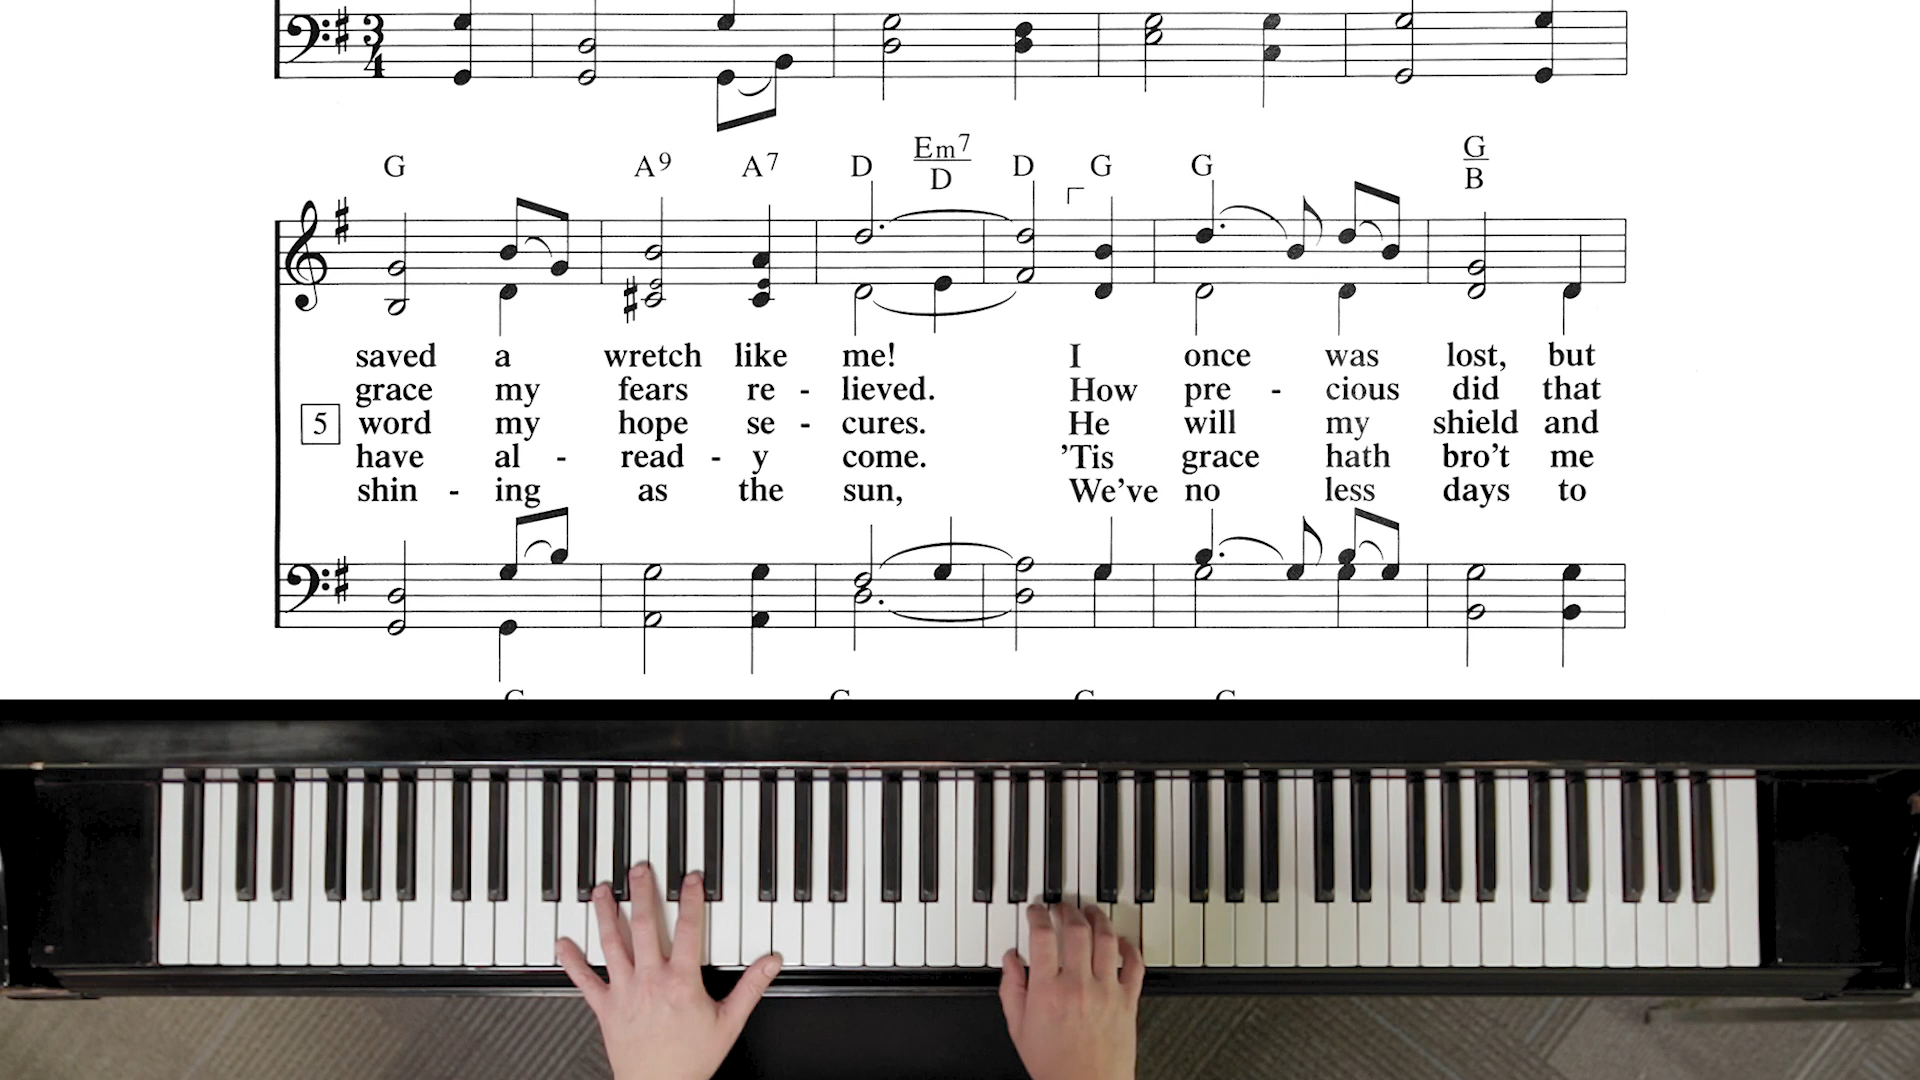 3
4
G A9 A7 D Em7/D D G G G/B
saved a wretch like me! I once was lost, but
grace my fears re - lieved. How pre - cious did that
5 word my hope se - cures. He will my shield and
have al - read - y come. ’Tis grace hath bro’t me
shin - ing as the sun, We’ve no less days to